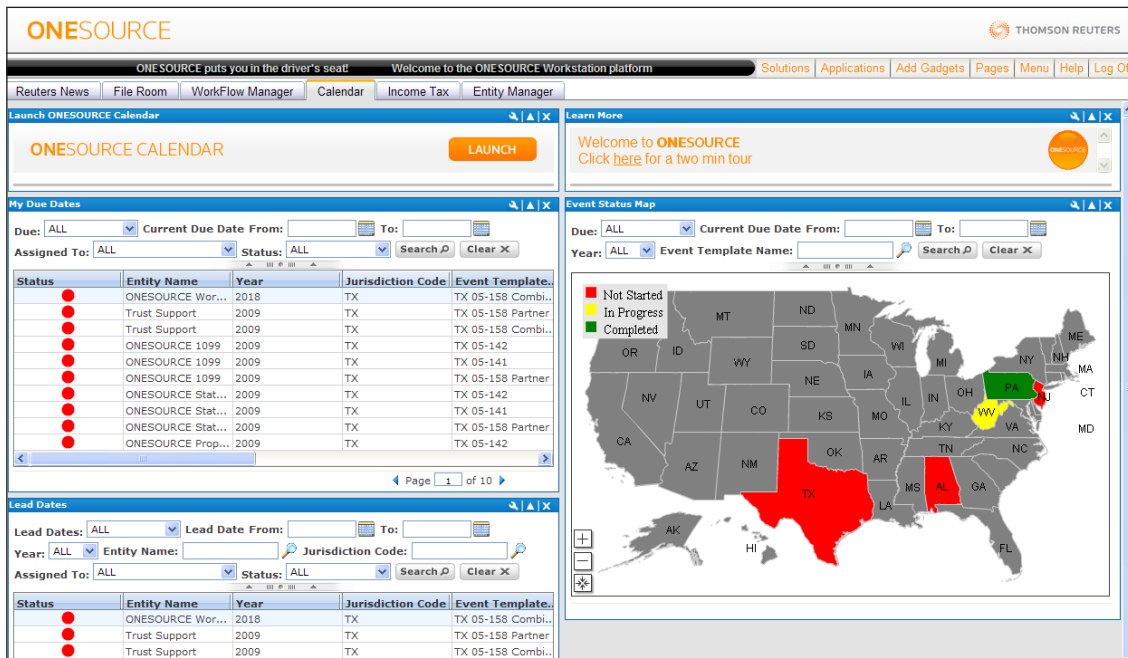 ONESOURCE
THOMSON REUTERS
ONESOURCE puts you in the driver's seat! Welcome to the ONESOURCE Workstation platform
Solutions | Applications | Add Gadgets | Pages | Menu | Help | Log Of
Reuters News File Room WorkFlow Manager Calendar Income Tax Entity Manager
Launch ONESOURCE Calendar
ONESOURCE CALENDAR LAUNCH
Learn More
Welcome to ONESOURCE
Click here for a two min tour
ONESOURCE
My Due Dates
Due: ALL Current Due Date From: To:
Assigned To: ALL Status: ALL Search Clear X
Status Entity Name Year Jurisdiction Code Event Template..
ONESOURCE Wor... 2018 TX TX 05-158 Combi..
Trust Support 2009 TX TX 05-158 Partner
Trust Support 2009 TX TX 05-158 Combi..
ONESOURCE 1099 2009 TX TX 05-142
ONESOURCE 1099 2009 TX TX 05-141
ONESOURCE 1099 2009 TX TX 05-158 Partner
ONESOURCE Stat... 2009 TX TX 05-142
ONESOURCE Stat... 2009 TX TX 05-141
ONESOURCE Stat... 2009 TX TX 05-158 Partner
ONESOURCE Prop... 2009 TX TX 05-142
Page 1 of 10
Lead Dates
Lead Dates: ALL Lead Date From: To:
Year: ALL Entity Name: Jurisdiction Code:
Assigned To: ALL Status: ALL Search Clear X
Status Entity Name Year Jurisdiction Code Event Template..
ONESOURCE Wor... 2018 TX TX 05-158 Combi..
Trust Support 2009 TX TX 05-158 Partner
Trust Support 2009 TX TX 05-158 Combi..
Event Status Map
Due: ALL Current Due Date From: To:
Year: ALL Event Template Name: Search Clear X
Not Started
In Progress
Completed
MT ND MN
OR ID WY SD WI MI NY NH ME
MA
NV UT CO NE IA IL IN OH PA NJ CT
CA KS MO KY WV VA MD
AZ NM OK AR TN NC
TX LA MS AL GA
AK HI FL